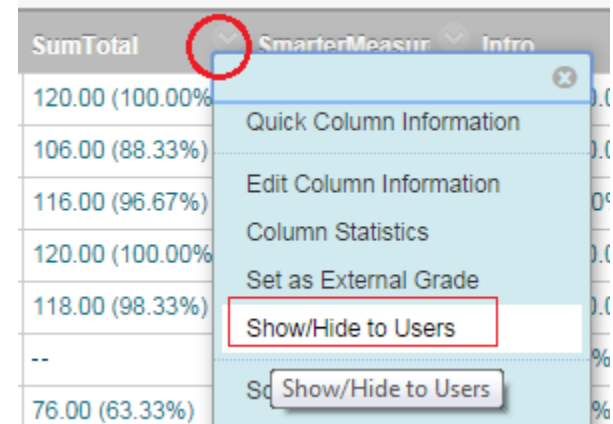 SumTotal SmarterMeasur Intro
120.00 (100.00%
Quick Column Information
106.00 (88.33%)
Edit Column Information
116.00 (96.67%)
Column Statistics
120.00 (100.00%
Set as External Grade
118.00 (98.33%)
Show/Hide to Users
--
Show/Hide to Users
76.00 (63.33%)